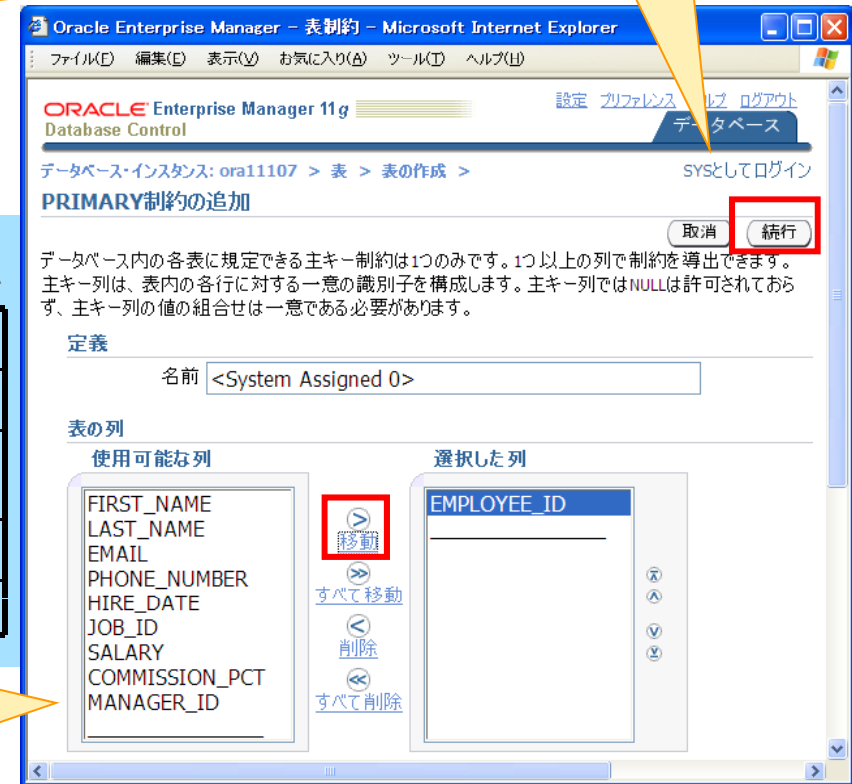 Oracle Enterprise Manager - 表制約 - Microsoft Internet Explorer
ファイル(F) 編集(E) 表示(V) お気に入り(A) ツール(T) ヘルプ(H)
設定 プリファレンス ルプ ログアウト
ORACLE Enterprise Manager 11g
Database Control
データベース
データベース・インスタンス: ora11107 > 表 > 表の作成 >
SYSとしてログイン
PRIMARY制約の追加
取消 続行
データベース内の各表に規定できる主キー制約は1つのみです。1つ以上の列で制約を導出できます。
主キー列は、表内の各行に対する一意の識別子を構成します。主キー列ではNULLは許可されておら
ず、主キー列の値の組合せは一意である必要があります。
定義
名前 <System Assigned 0>
表の列
使用可能な列
選択した列
FIRST_NAME
LAST_NAME
EMAIL
PHONE_NUMBER
HIRE_DATE
JOB_ID
SALARY
COMMISSION_PCT
MANAGER_ID
移動
すべて移動
削除
すべて削除
EMPLOYEE_ID